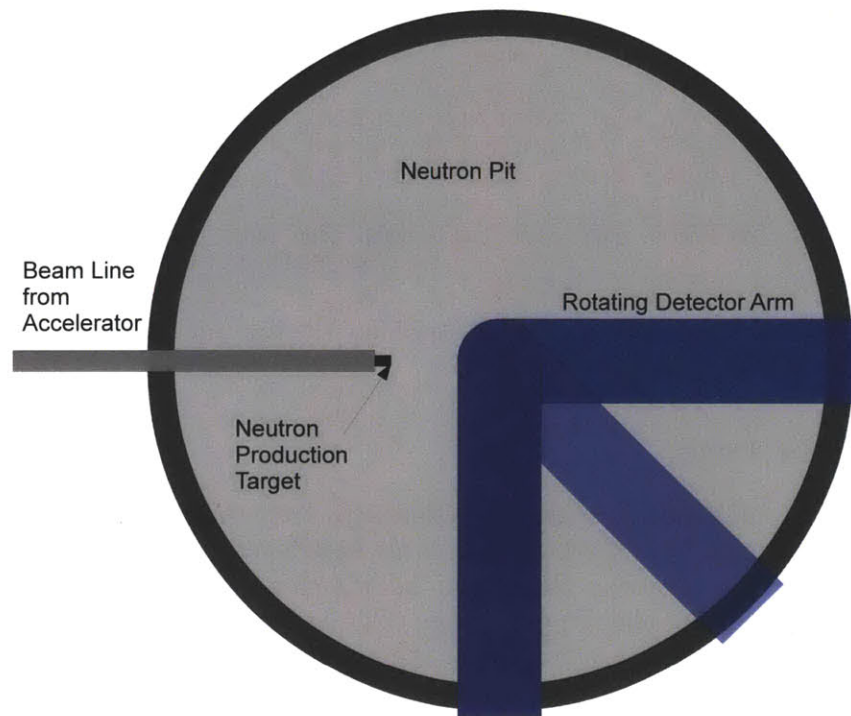 Neutron Pit
Beam Line
from
Accelerator
Rotating Detector Arm
Neutron
Production
Target